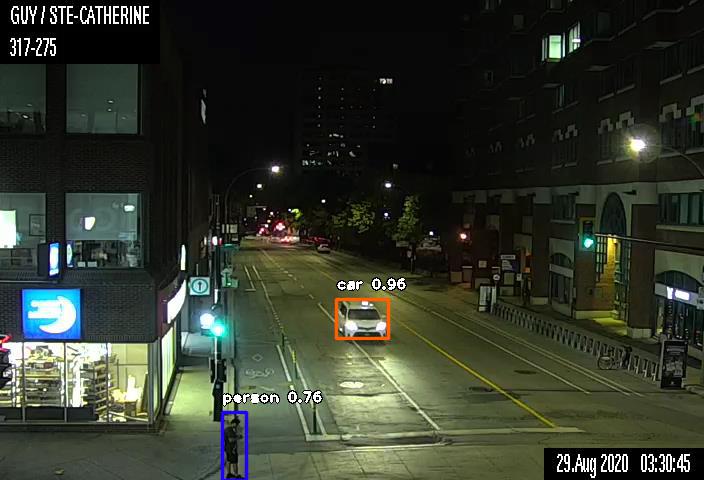 GUY / STE-CATHERINE
317-275
car 0.96
person 0.76
29.Aug 2020 03:30:45